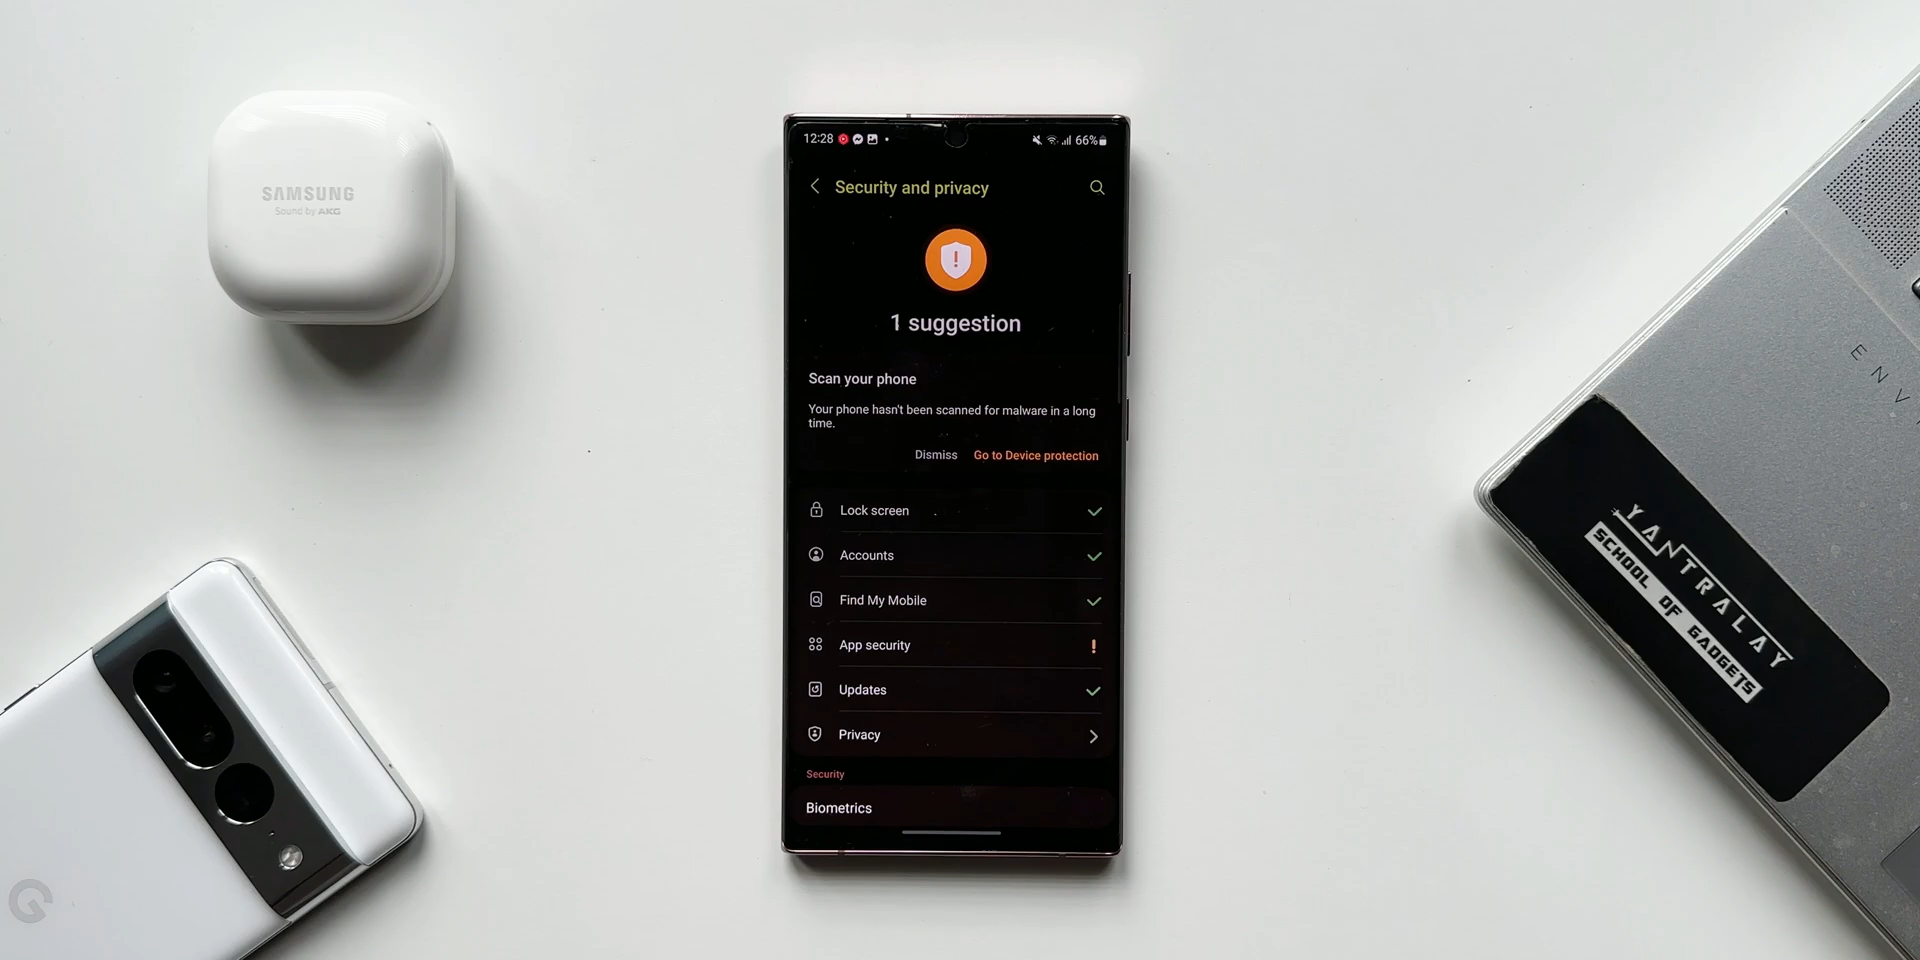 SAMSUNG
Sound by AKG
12:28
66%
Security and privacy
1 suggestion
Scan your phone
Your phone hasn't been scanned for malware in a long
time.
Dismiss Go to Device protection
Lock screen
Accounts
Find My Mobile
App security
Updates
Privacy
Security
Biometrics
ENV
YANTRALAY
SCHOOL OF GADGETS